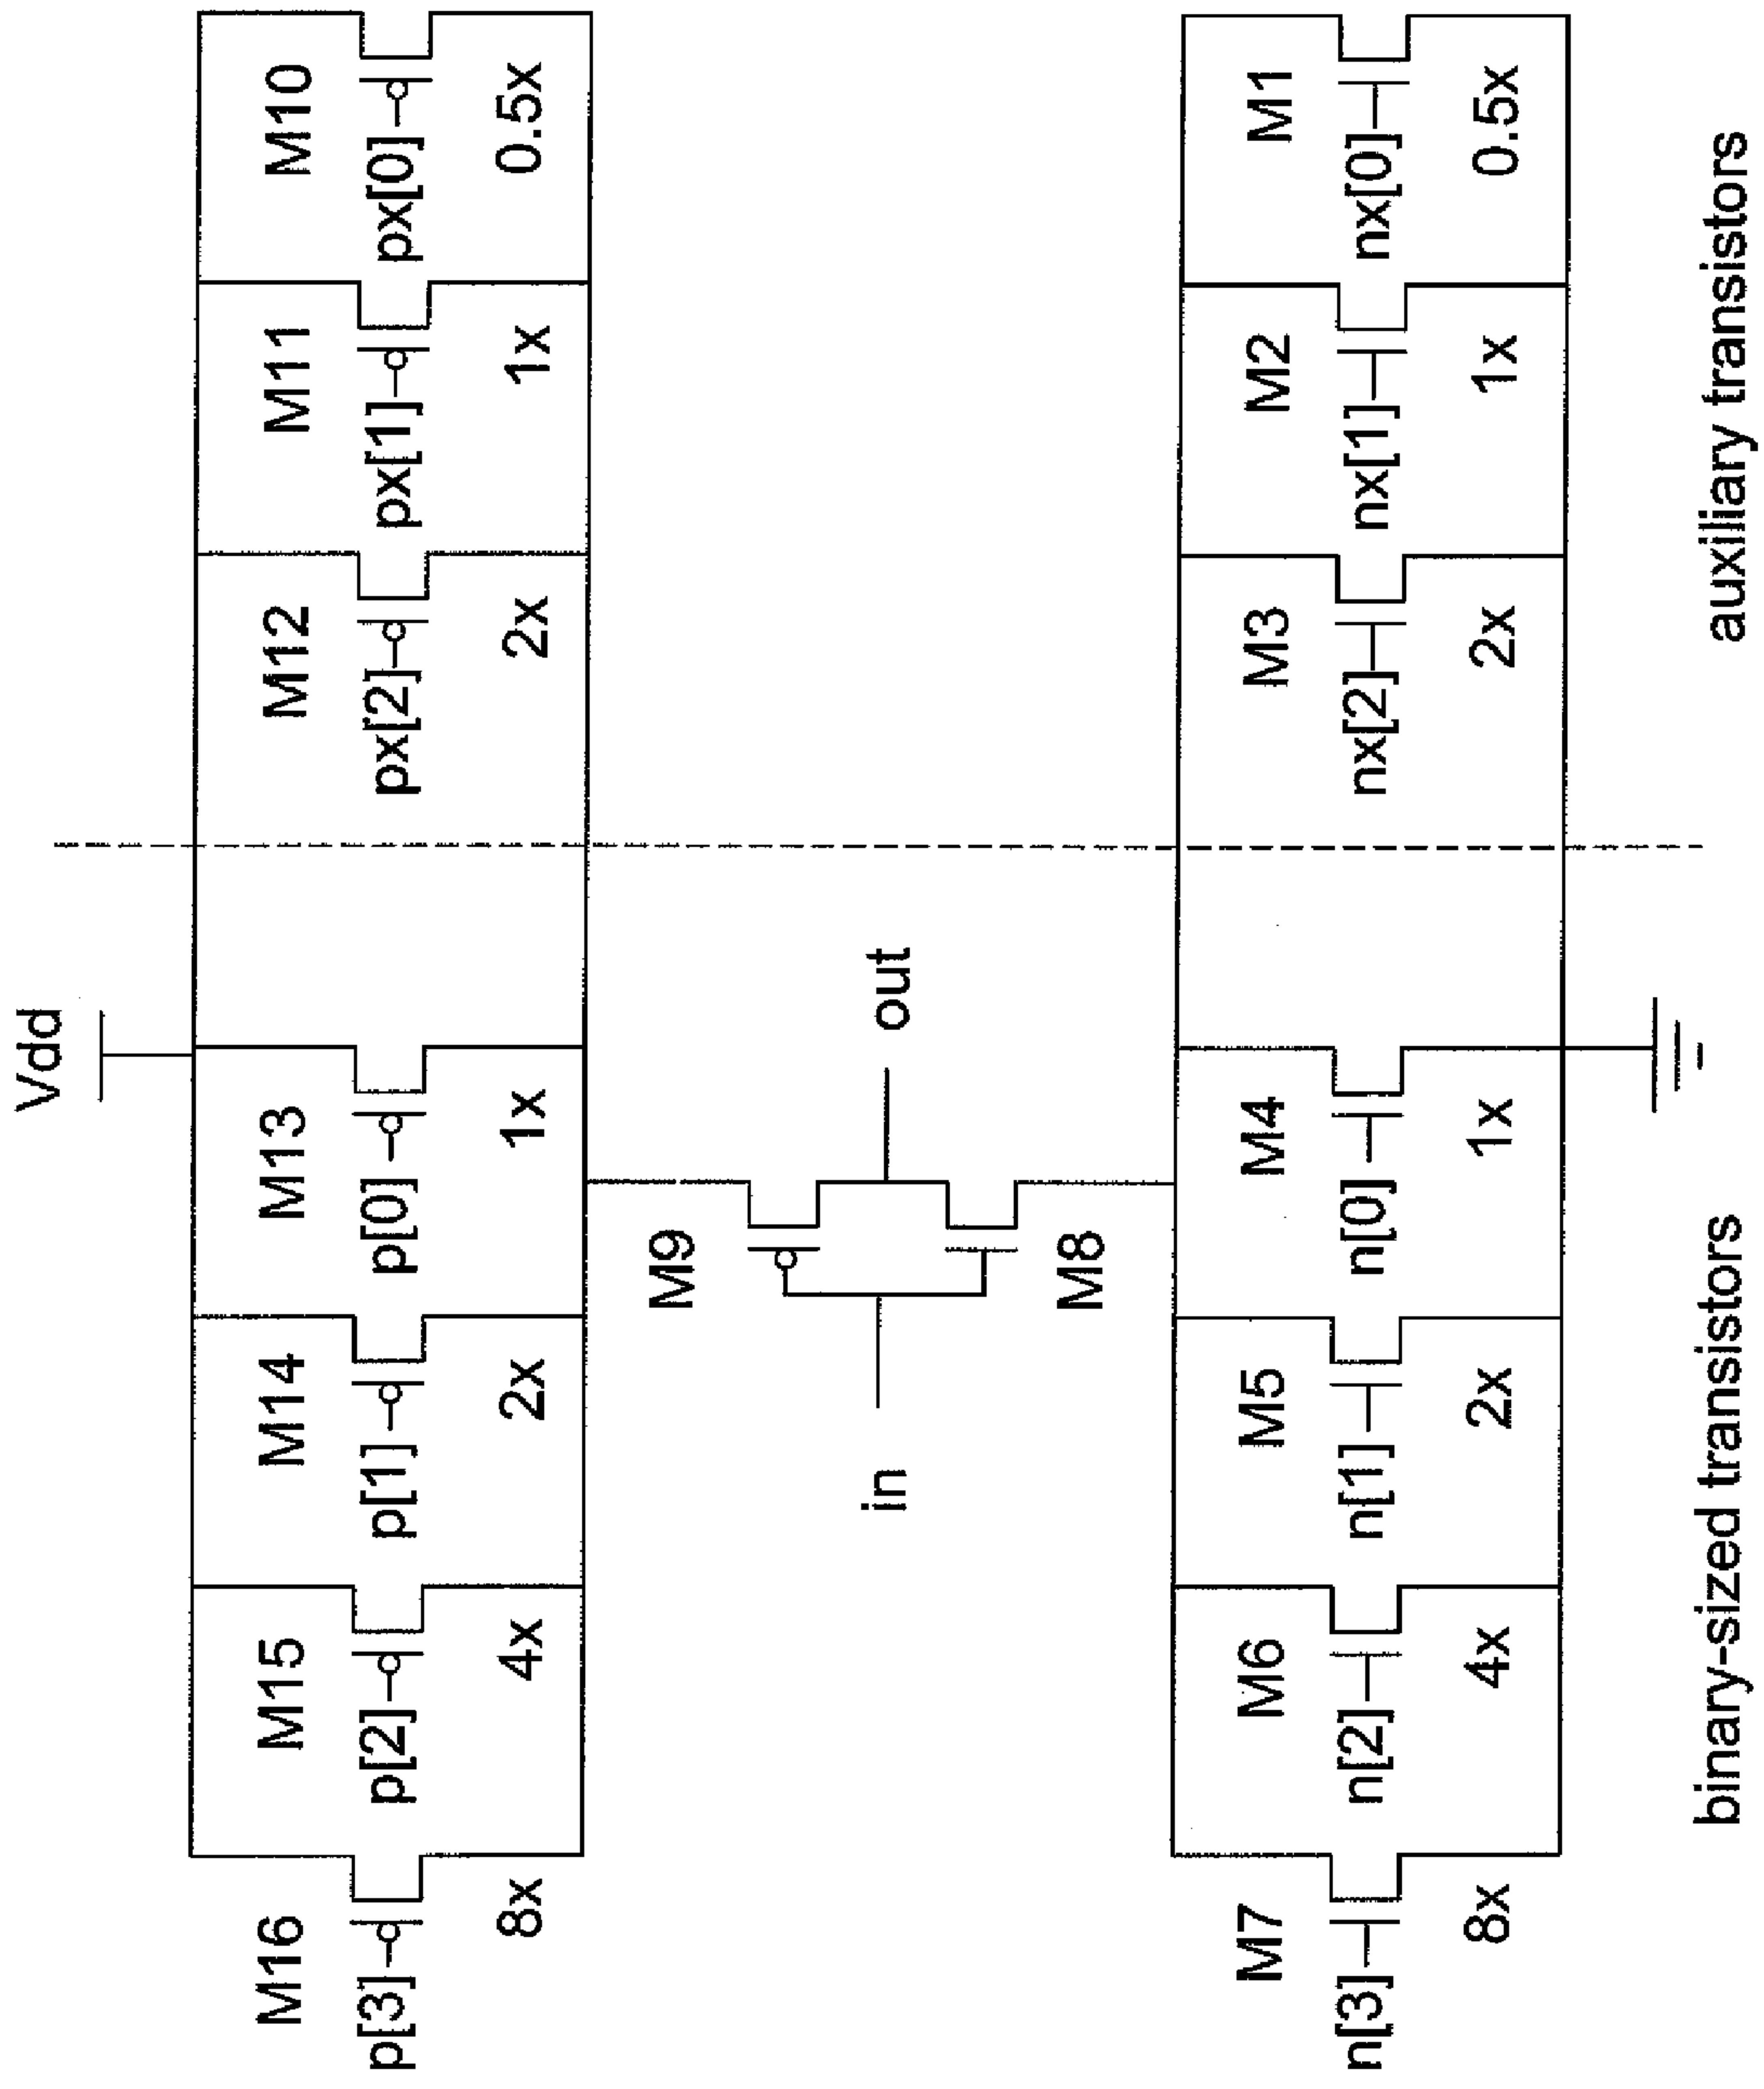 Vdd
M16
M15
M14
M13
M12
M11
M10
p[3]
p[2]
p[1]
p[0]
px[2]
px[1]
px[0]
8x
4x
2x
1x
2x
1x
0.5x
M9
in
out
M8
M7
M6
M5
M4
M3
M2
M1
n[3]
n[2]
n[1]
n[0]
nx[2]
nx[1]
nx[0]
8x
4x
2x
1x
2x
1x
0.5x
binary-sized transistors
auxiliary transistors